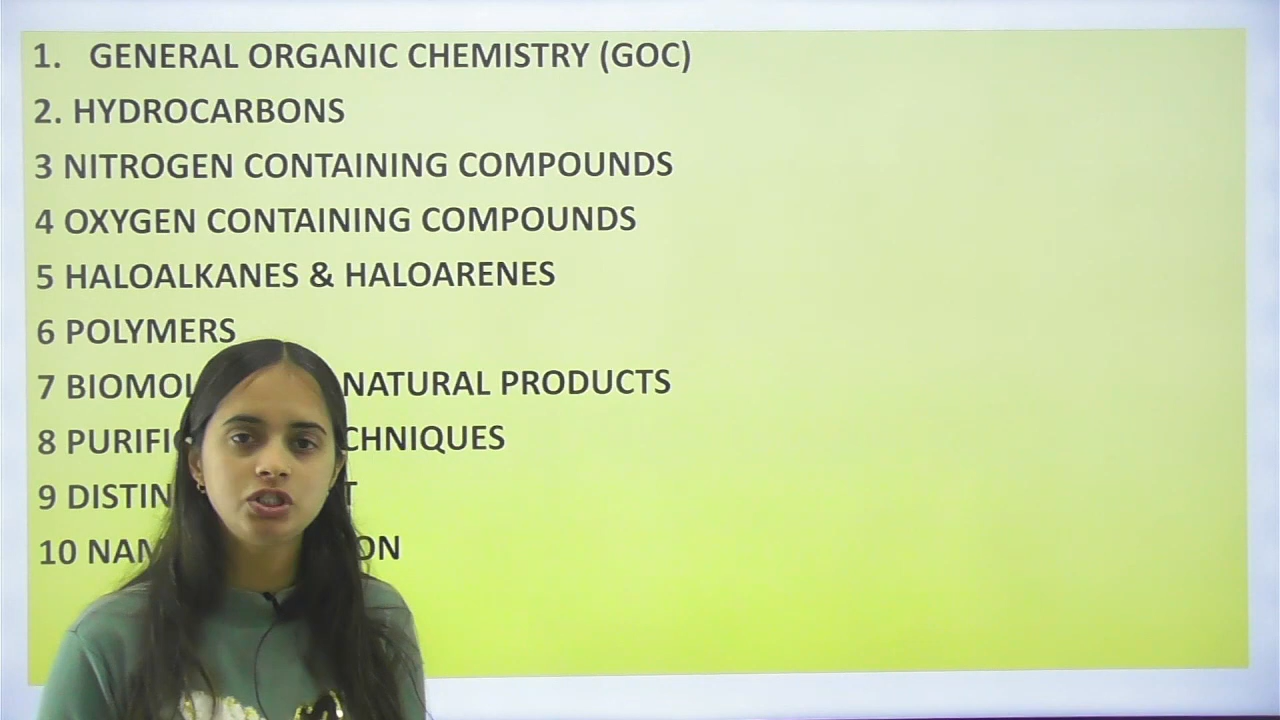 1. GENERAL ORGANIC CHEMISTRY (GOC)
2. HYDROCARBONS
3 NITROGEN CONTAINING COMPOUNDS
4 OXYGEN CONTAINING COMPOUNDS
5 HALOALKANES & HALOARENES
6 POLYMERS
7 NATURAL PRODUCTS
8
9
10